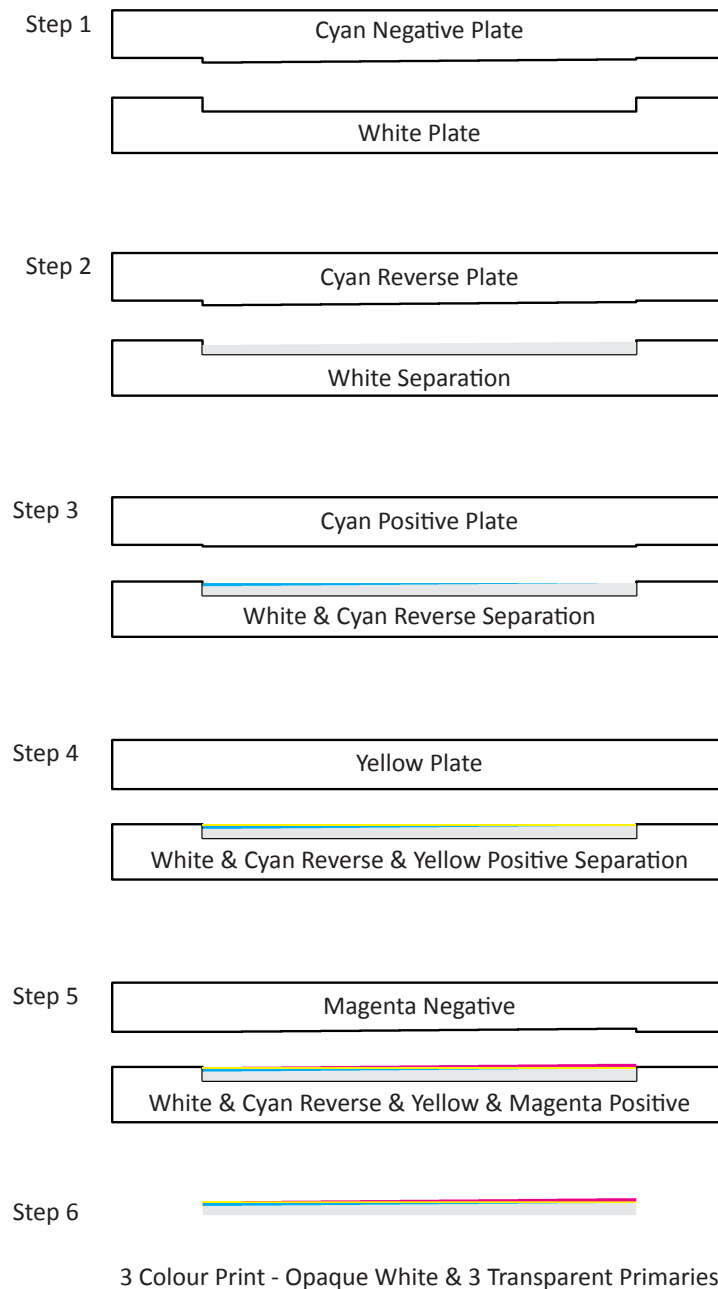 Step 1
Cyan Negative Plate
White Plate
Step 2
Cyan Reverse Plate
White Separation
Step 3
Cyan Positive Plate
White & Cyan Reverse Separation
Step 4
Yellow Plate
White & Cyan Reverse & Yellow Positive Separation
Step 5
Magenta Negative
White & Cyan Reverse & Yellow & Magenta Positive
Step 6
3 Colour Print - Opaque White & 3 Transparent Primaries